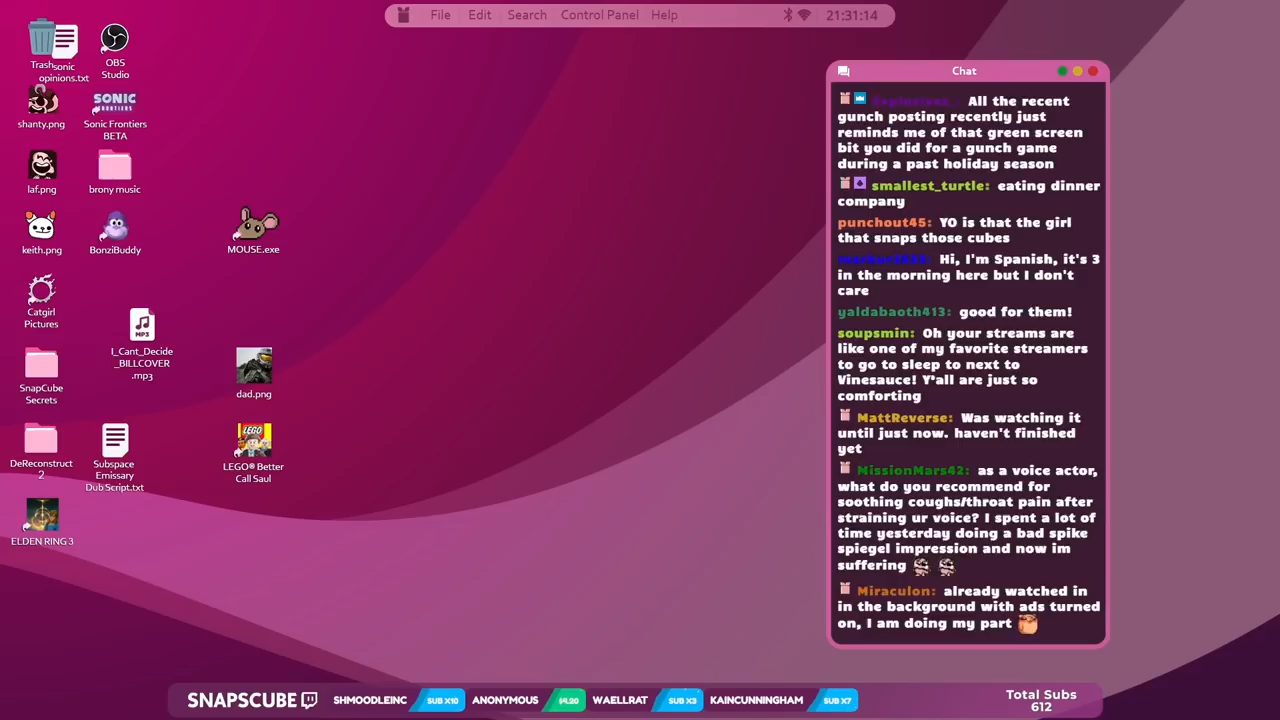 File Edit Search Control Panel Help 21:31:14
Trash
sonic
opinions.txt
OBS
Studio
shanty.png
Sonic Frontiers
BETA
laf.png
brony music
keith.png
BonziBuddy
MOUSE.exe
Catgirl
Pictures
MP3
I_Cant_Decide
_BILLCOVER
.mp3
SnapCube
Secrets
dad.png
DeReconstruct
2
Subspace
Emissary
Dub Script.txt
LEGO
LEGO® Better
Call Saul
ELDEN RING 3
Chat
All the recent
gunch posting recently just
reminds me of that green screen
bit you did for a gunch game
during a past holiday season
smallest_turtle: eating dinner
company
punchout45: YO is that the girl
that snaps those cubes
Hi, I'm Spanish, it's 3
in the morning here but I don't
care
yaldabaoth413: good for them!
soupsmin: Oh your streams are
like one of my favorite streamers
to go to sleep to next to
Vinesauce! Y'all are just so
comforting
MattReverse: Was watching it
until just now. haven't finished
yet
MissionMars42: as a voice actor,
what do you recommend for
soothing coughs/throat pain after
straining ur voice? I spent a lot of
time yesterday doing a bad spike
spiegel impression and now im
suffering
Miraculon: already watched in
in the background with ads turned
on, I am doing my part
SNAPSCUBE SHMOODLEINC SUB X10 ANONYMOUS $4.20 WAELLRAT SUB X3 KAINCUNNINGHAM SUB X7
Total Subs
612